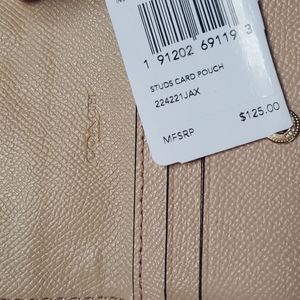 1 91202 69119 3
STUDS CARD POUCH
224221JAX
MFSRP
$125.00